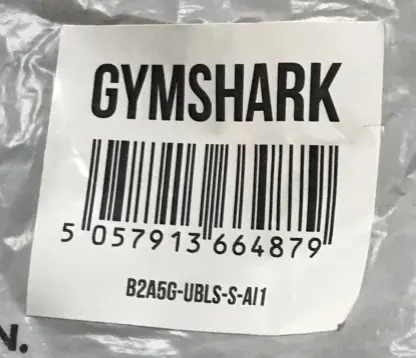 GYMSHARK
5 057913 664879
B2A5G-UBLS-S-AI1
N.